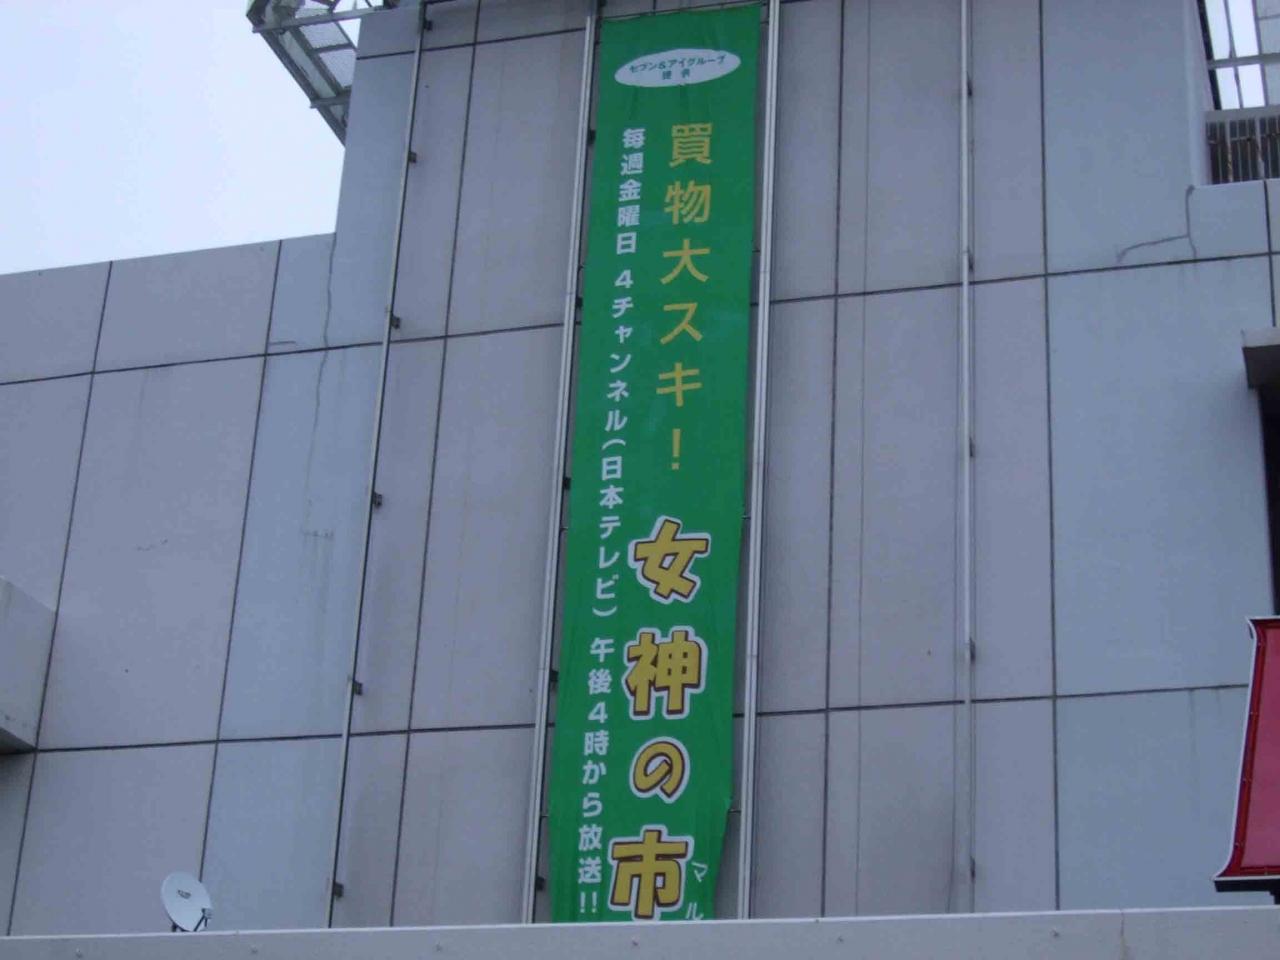 セブン&アイグループ
提供
買物大スキ!
女神の市
マル
毎週金曜日 4チャンネル(日本テレビ) 午後4時から放送!!